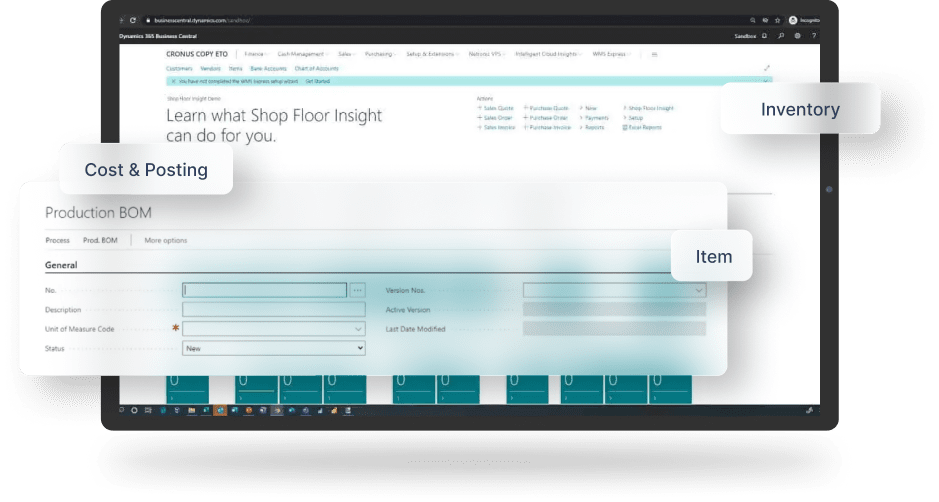 businesscentral.dynamics.com/sandbox/
Incognito
Dynamics 365 Business Central
Sandbox
?
CRONUS COPY ETO
Finance
Cash Management
Sales
Purchasing
Setup & Extensions
Naviona VPS
Intelligent Cloud Insights
WMS Express
Customers
Vendors
Items
Bank Accounts
Chart of Accounts
You have not completed the WMS Express setup wizard.
Get Started
Shop Floor Insight Demo
Learn what Shop Floor Insight
can do for you.
Actions
+ Sales Quote
+ Purchase Quote
> New
> Shop Floor Insight
+ Sales Order
+ Purchase Order
> Payments
> Setup
+ Sales Invoice
+ Purchase Invoice
> Reports
Excel Reports
Inventory
Cost & Posting
Item
Production BOM
Process
Prod. BOM
More options
General
No.
Version Nos.
Description
Active Version
Unit of Measure Code
*
Last Date Modified
Status
New
0
0
0
0
0
0
0
0
0
0